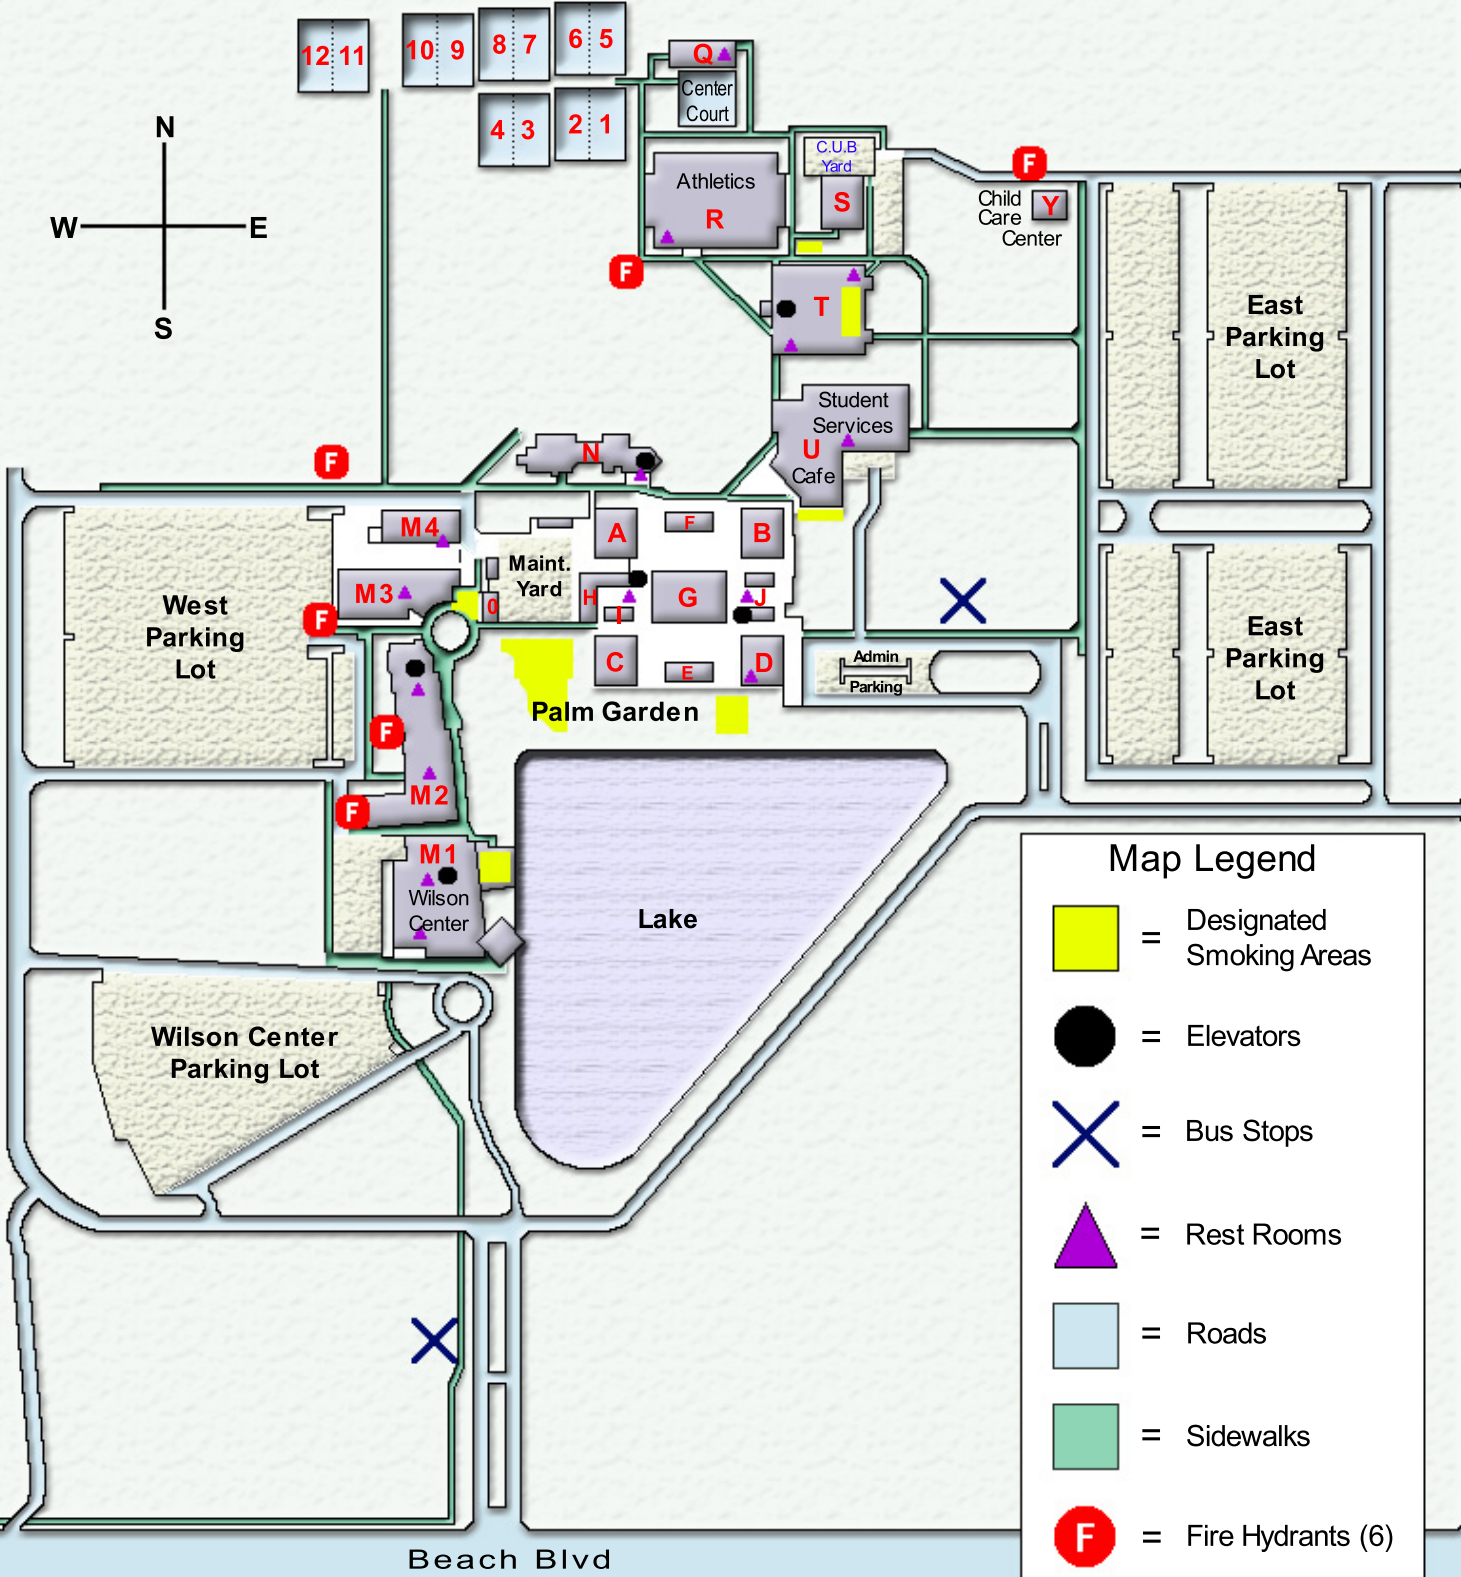 12 11
10 9
8 7
6 5
4 3
2 1
Q
Center
Court
N
W E
S
C.U.B
Yard
Athletics
R
S
F
Child
Care
Center
Y
F
T
East
Parking
Lot
Student
Services
U
Cafe
N
F
M4
A
F
B
Maint.
Yard
M3
0
H
I
G
J
F
West
Parking
Lot
C
E
D
Admin
Parking
East
Parking
Lot
Palm Garden
F
M2
F
M1
Wilson
Center
Lake
Wilson Center
Parking Lot
Map Legend
= Designated
Smoking Areas
= Elevators
= Bus Stops
= Rest Rooms
= Roads
= Sidewalks
F = Fire Hydrants (6)
Beach Blvd